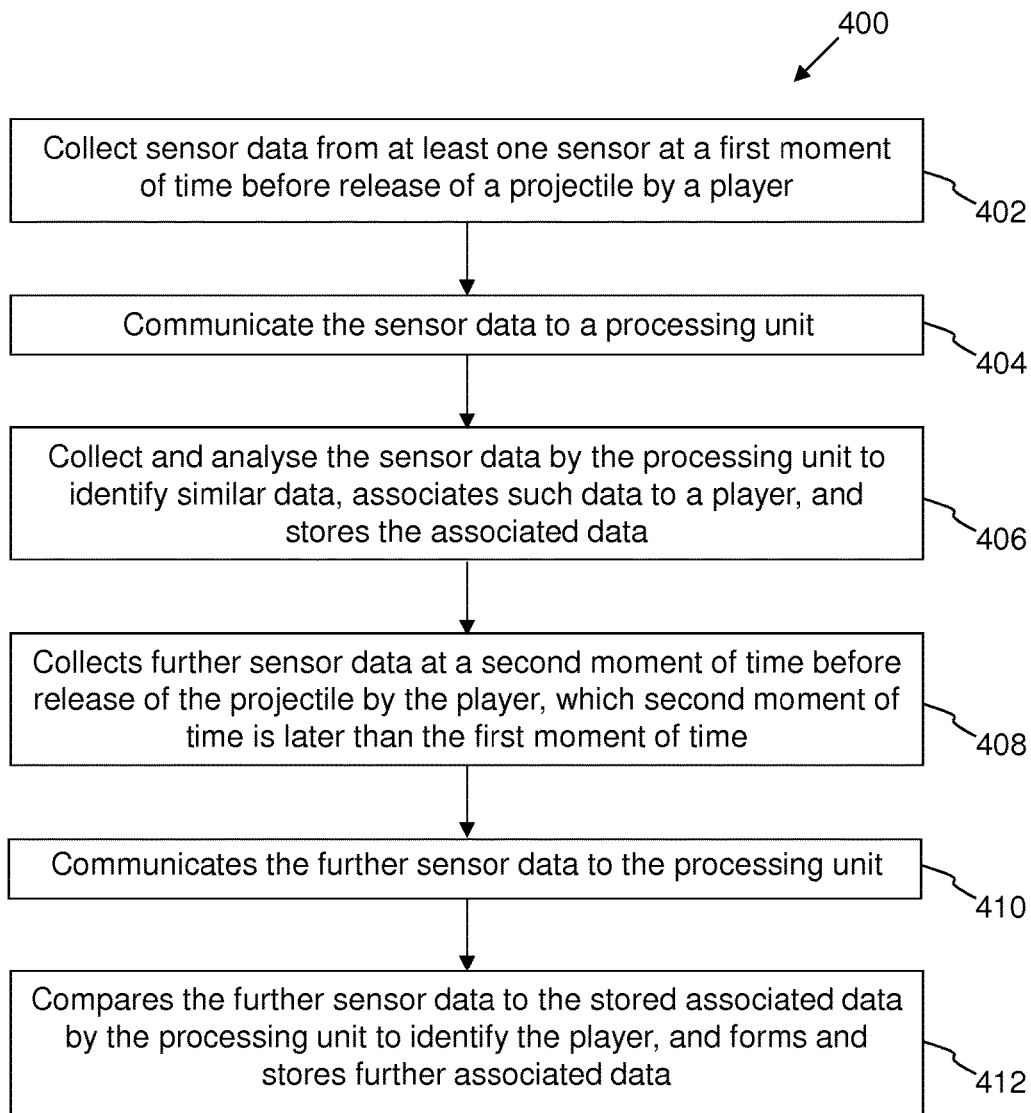 400
Collect sensor data from at least one sensor at a first moment
of time before release of a projectile by a player
402
Communicate the sensor data to a processing unit
404
Collect and analyse the sensor data by the processing unit to
identify similar data, associates such data to a player, and
stores the associated data
406
Collects further sensor data at a second moment of time before
release of the projectile by the player, which second moment of
time is later than the first moment of time
408
Communicates the further sensor data to the processing unit
410
Compares the further sensor data to the stored associated data
by the processing unit to identify the player, and forms and
stores further associated data
412